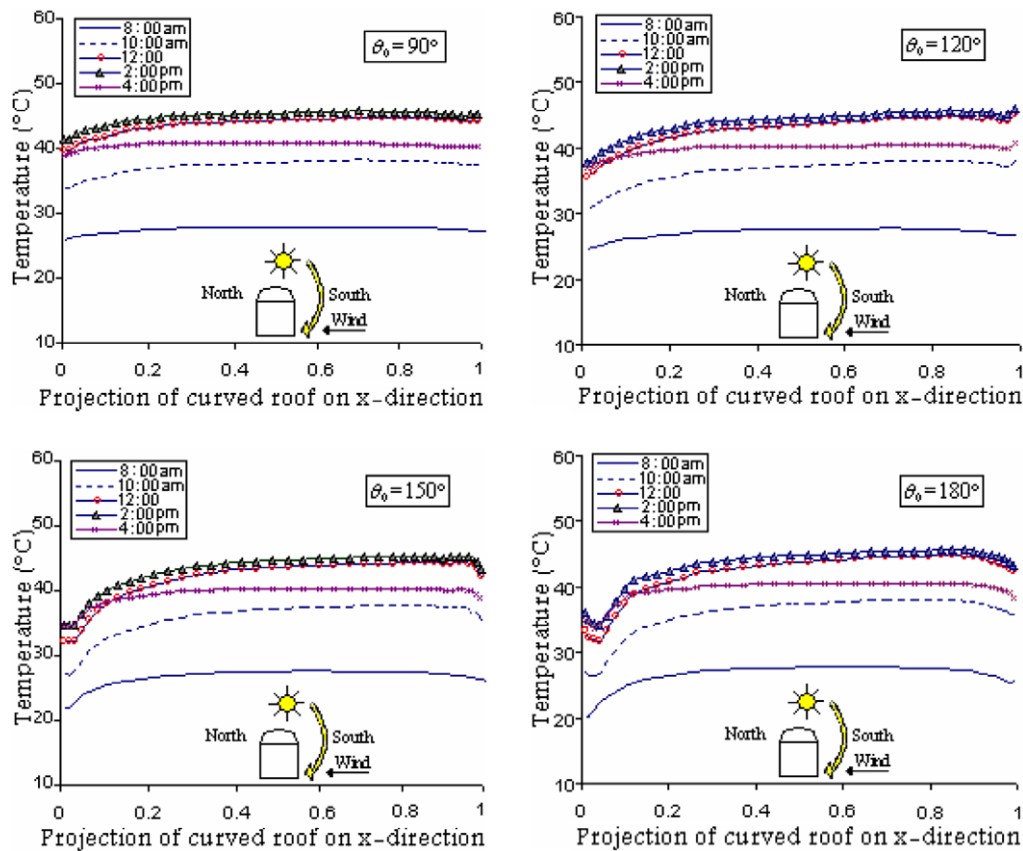 60
50
40
30
20
10
Temperature (°C)
8:00am
10:00am
12:00
2:00pm
4:00pm
θ₀ = 90°
North
South
Wind
0 0.2 0.4 0.6 0.8 1
Projection of curved roof on x-direction
60
50
40
30
20
10
Temperature (°C)
8:00am
10:00am
12:00
2:00pm
4:00pm
θ₀ = 120°
North
South
Wind
0 0.2 0.4 0.6 0.8 1
Projection of curved roof on x-direction
60
50
40
30
20
10
Temperature (°C)
8:00am
10:00am
12:00
2:00pm
4:00pm
θ₀ = 150°
North
South
Wind
0 0.2 0.4 0.6 0.8 1
Projection of curved roof on x-direction
60
50
40
30
20
10
Temperature (°C)
8:00am
10:00am
12:00
2:00pm
4:00pm
θ₀ = 180°
North
South
Wind
0 0.2 0.4 0.6 0.8 1
Projection of curved roof on x-direction